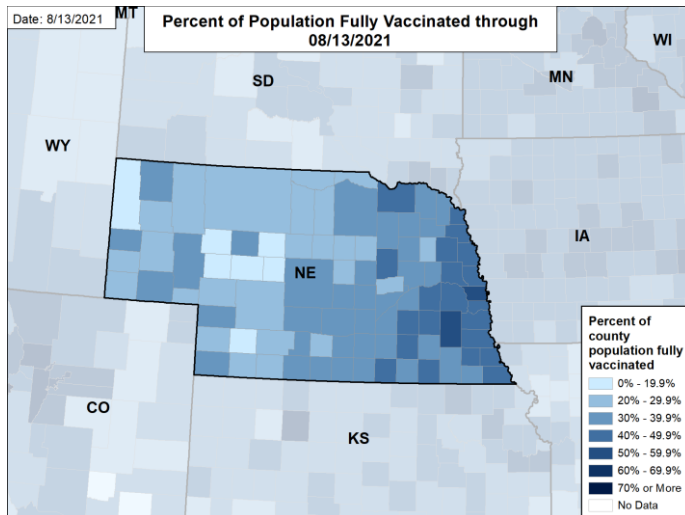 Date: 8/13/2021
Percent of Population Fully Vaccinated through
08/13/2021
MT
WI
MN
SD
WY
IA
NE
CO
KS
Percent of
county
population fully
vaccinated
0% - 19.9%
20% - 29.9%
30% - 39.9%
40% - 49.9%
50% - 59.9%
60% - 69.9%
70% or More
No Data